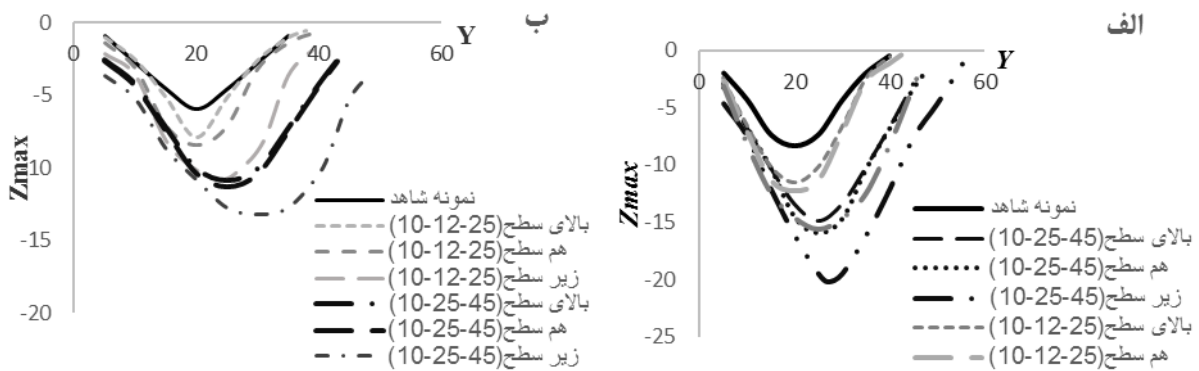 الف
Y
0
20
40
60
0
-5
-10
-15
-20
-25
Zmax
نمونه شاهد
بالای سطح(10-25-45)
هم سطح(10-25-45)
زیر سطح(10-25-45)
بالای سطح(10-12-25)
هم سطح(10-12-25)
ب
Y
0
20
40
60
0
-5
-10
-15
-20
Zmax
نمونه شاهد
بالای سطح(10-12-25)
هم سطح(10-12-25)
زیر سطح(10-12-25)
بالای سطح(10-25-45)
هم سطح(10-25-45)
زیر سطح(10-25-45)